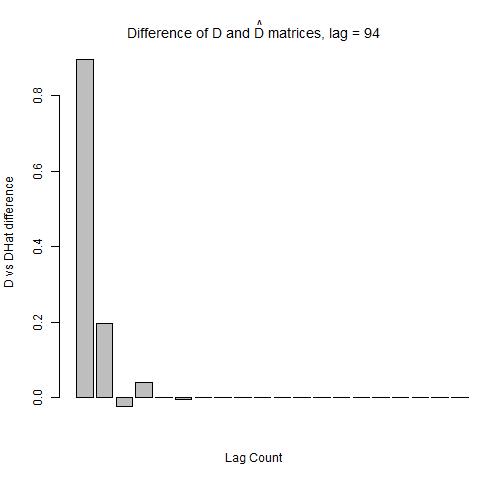 Difference of D and D̂ matrices, lag = 94
D vs DHat difference
0.8
0.6
0.4
0.2
0.0
Lag Count